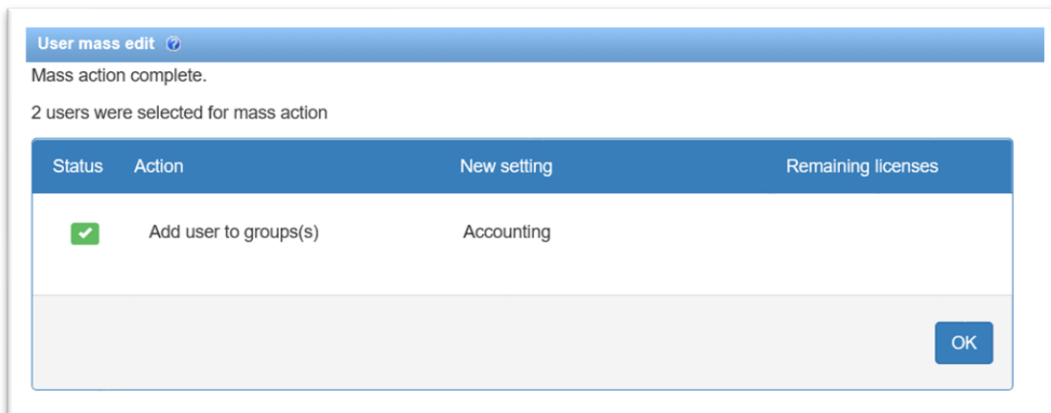 User mass edit
Mass action complete.
2 users were selected for mass action
Status Action New setting Remaining licenses
Add user to groups(s) Accounting
OK